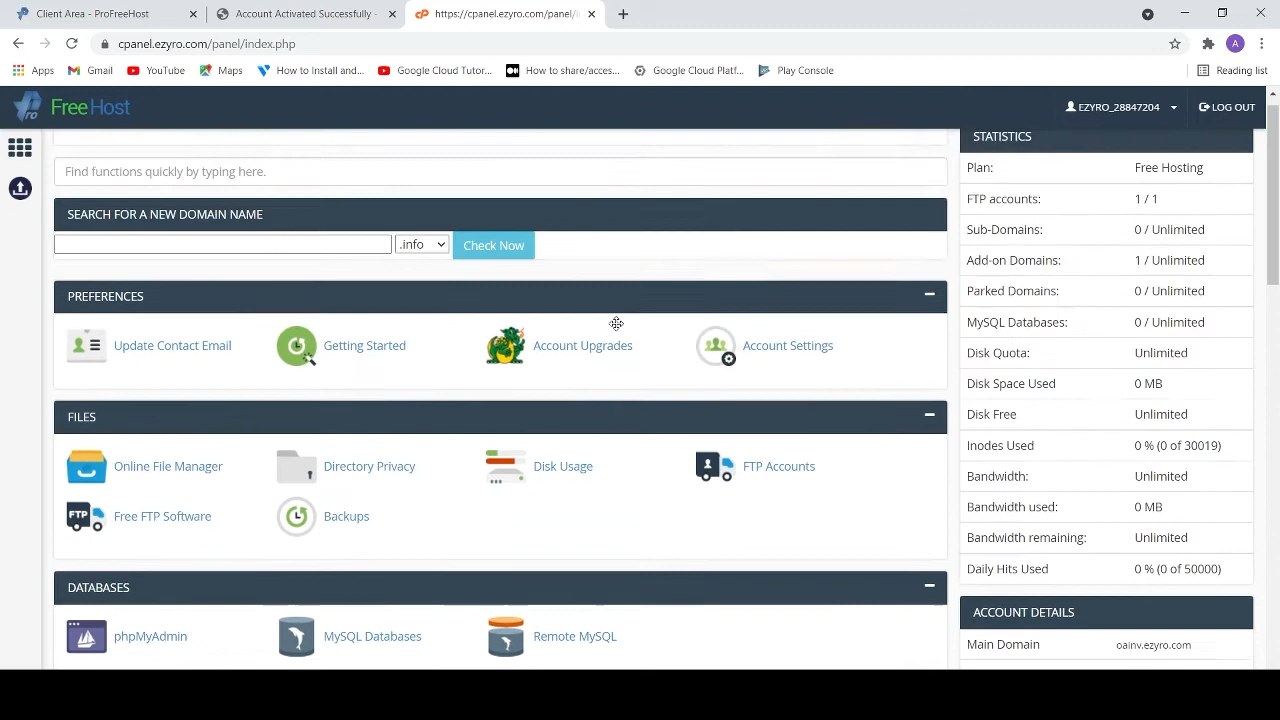 Client Area - ProFreeHost
Account Activated Successfully -
https://cpanel.ezyro.com/panel/i
cpanel.ezyro.com/panel/index.php
A
Apps
Gmail
YouTube
Maps
How to Install and...
Google Cloud Tutor...
How to share/acces...
Google Cloud Platf...
Play Console
Reading list
Pro FreeHost
EZYRO_28847204
LOG OUT
Find functions quickly by typing here.
SEARCH FOR A NEW DOMAIN NAME
.info
Check Now
PREFERENCES
Update Contact Email
Getting Started
Account Upgrades
Account Settings
FILES
Online File Manager
Directory Privacy
Disk Usage
FTP Accounts
FTP
Free FTP Software
Backups
DATABASES
phpMyAdmin
MySQL Databases
Remote MySQL
STATISTICS
Plan: Free Hosting
FTP accounts: 1 / 1
Sub-Domains: 0 / Unlimited
Add-on Domains: 1 / Unlimited
Parked Domains: 0 / Unlimited
MySQL Databases: 0 / Unlimited
Disk Quota: Unlimited
Disk Space Used 0 MB
Disk Free Unlimited
Inodes Used 0 % (0 of 30019)
Bandwidth: Unlimited
Bandwidth used: 0 MB
Bandwidth remaining: Unlimited
Daily Hits Used 0 % (0 of 50000)
ACCOUNT DETAILS
Main Domain oainv.ezyro.com